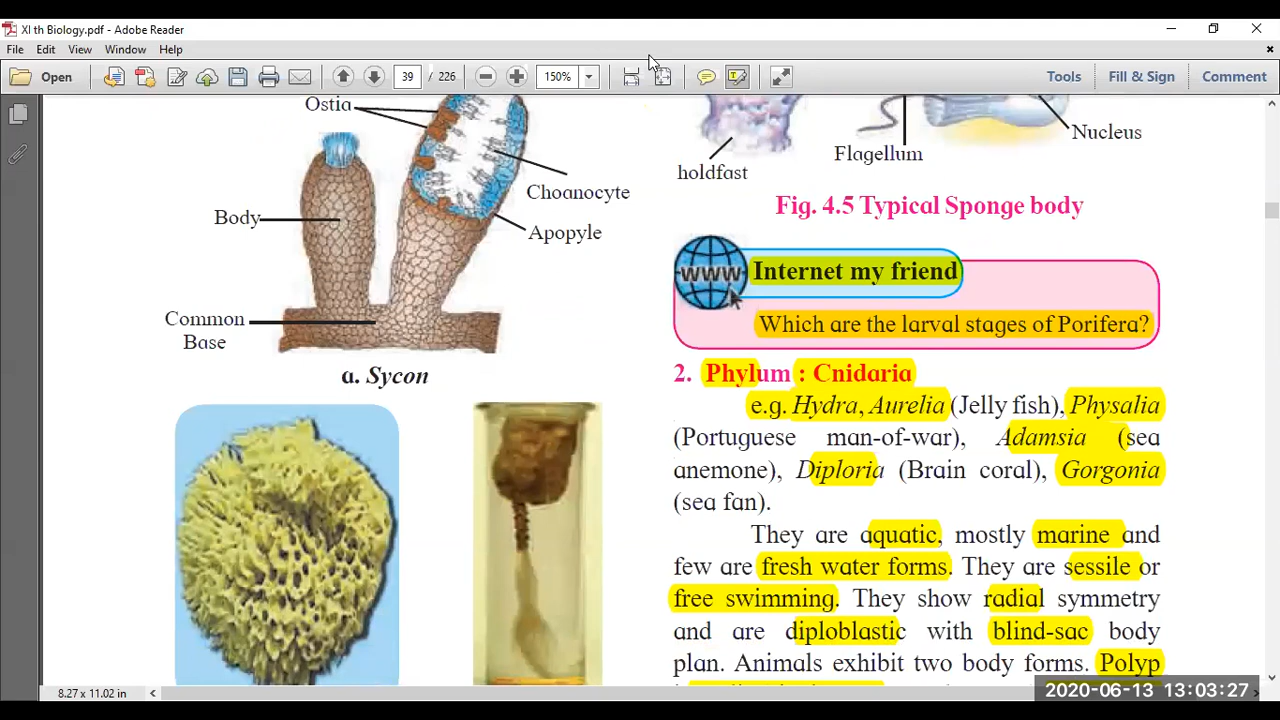 XI th Biology.pdf - Adobe Reader
File Edit View Window Help
Open 39 / 226 150% Tools Fill & Sign Comment
Ostia
Choanocyte
Body
Apopyle
Common
Base
a. Sycon
Nucleus
Flagellum
holdfast
Fig. 4.5 Typical Sponge body
www Internet my friend
Which are the larval stages of Porifera?
2. Phylum : Cnidaria
e.g. Hydra, Aurelia (Jelly fish), Physalia
(Portuguese man-of-war), Adamsia (sea
anemone), Diploria (Brain coral), Gorgonia
(sea fan).
They are aquatic, mostly marine and
few are fresh water forms. They are sessile or
free swimming. They show radial symmetry
and are diploblastic with blind-sac body
plan. Animals exhibit two body forms. Polyp
8.27 x 11.02 in
2020-06-13 13:03:27